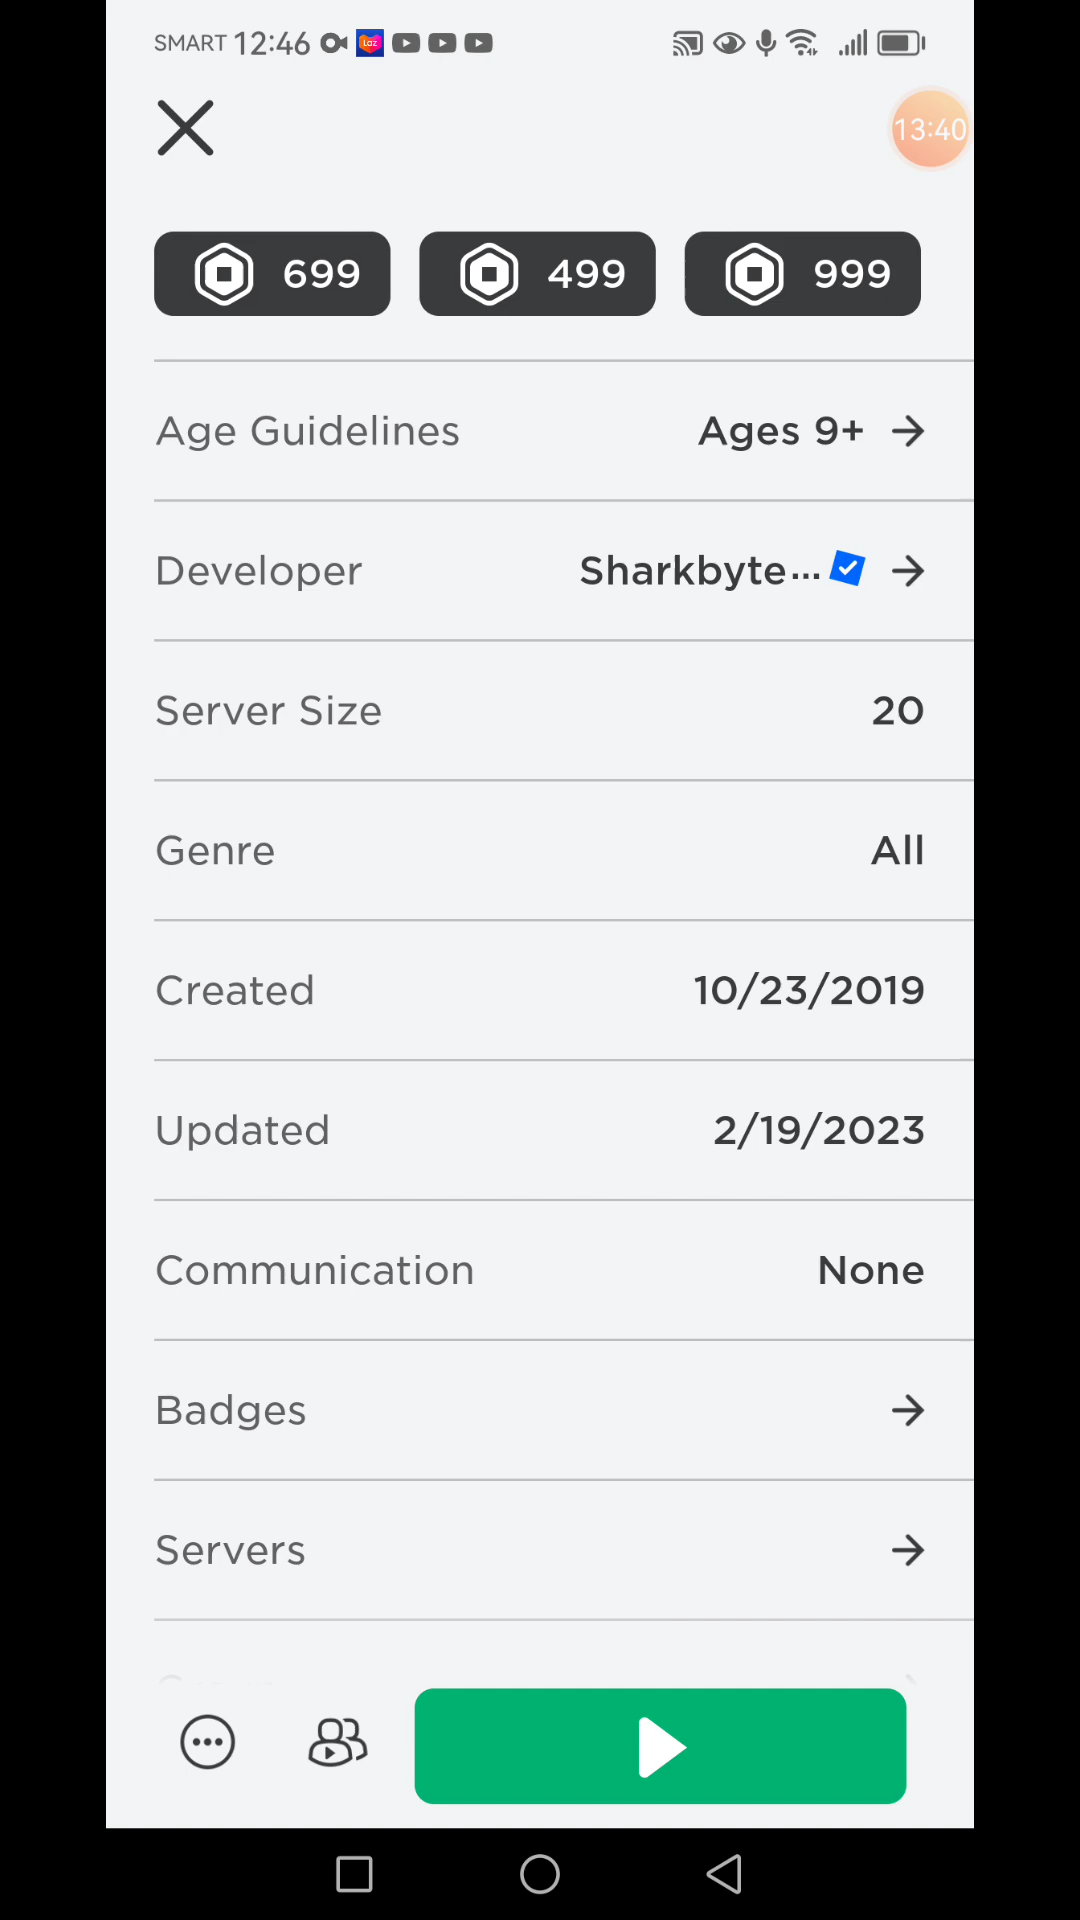 SMART 12:46
Laz
13:40
699 499 999
Age Guidelines Ages 9+
Developer Sharkbyte...
Server Size 20
Genre All
Created 10/23/2019
Updated 2/19/2023
Communication None
Badges
Servers